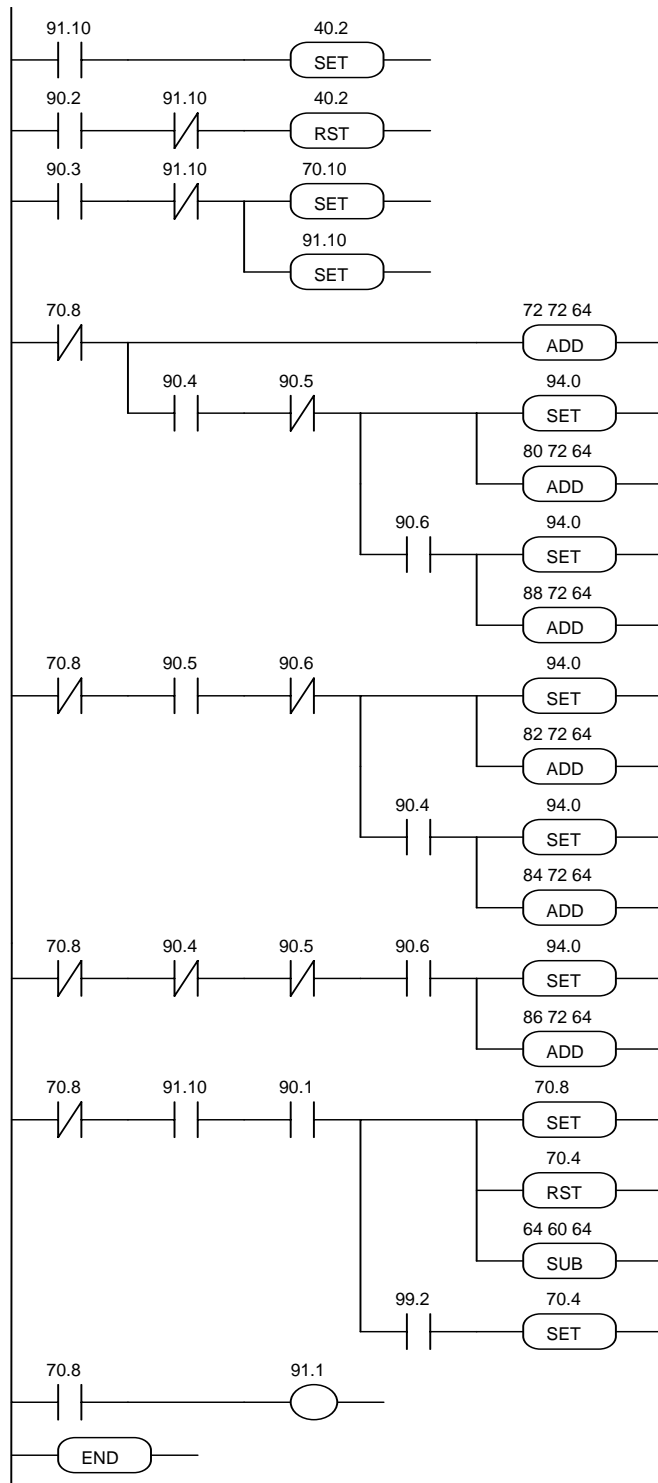 91.10 40.2
SET
90.2 91.10 40.2
RST
90.3 91.10 70.10
SET
91.10
SET
70.8 72 72 64
ADD
90.4 90.5 94.0
SET
80 72 64
ADD
90.6 94.0
SET
88 72 64
ADD
70.8 90.5 90.6 94.0
SET
82 72 64
ADD
90.4 94.0
SET
84 72 64
ADD
70.8 90.4 90.5 90.6 94.0
SET
86 72 64
ADD
70.8 91.10 90.1 70.8
SET
70.4
RST
64 60 64
SUB
99.2 70.4
SET
70.8 91.1
END